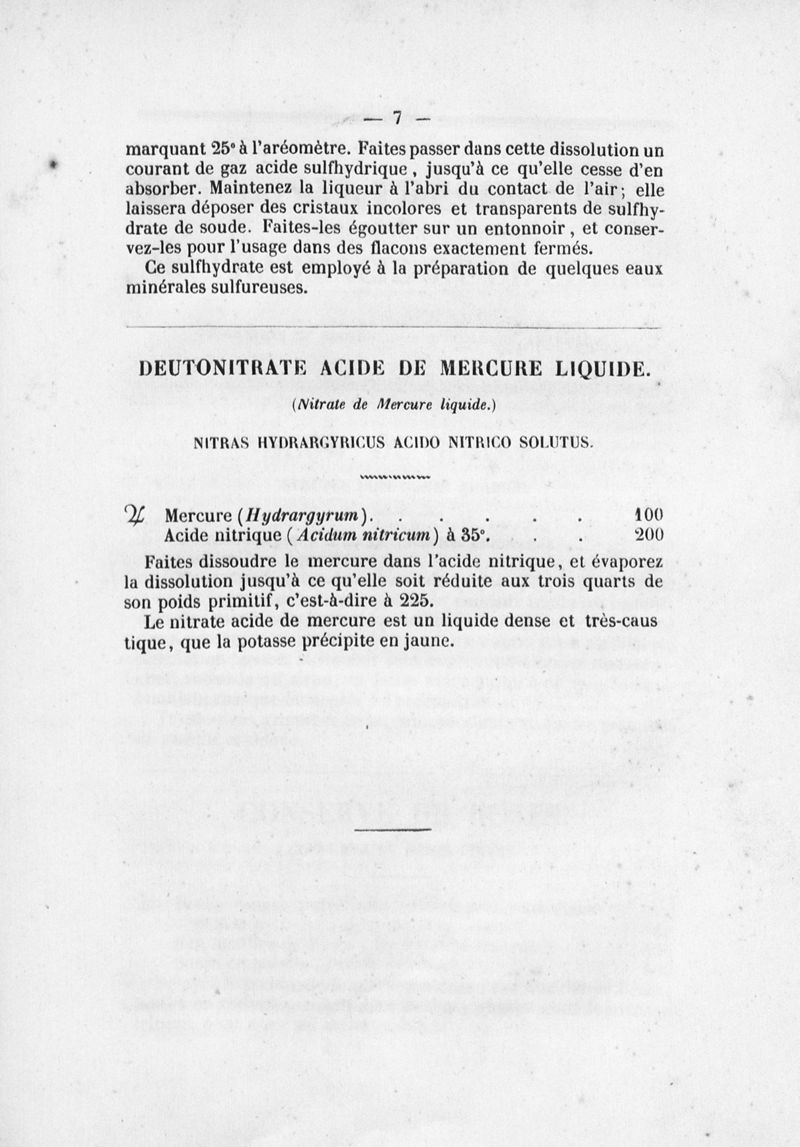 — 7 —
marquant 25° à l'aréomètre. Faites passer dans cette dissolution un
courant de gaz acide sulfhydrique, jusqu'à ce qu'elle cesse d'en
absorber. Maintenez la liqueur à l'abri du contact de l'air; elle
laissera déposer des cristaux incolores et transparents de sulfhy-
drate de soude. Faites-les égoutter sur un entonnoir, et conser-
vez-les pour l'usage dans des flacons exactement fermés.
Ce sulfhydrate est employé à la préparation de quelques eaux
minérales sulfureuses.
DEUTONITRATE ACIDE DE MERCURE LIQUIDE.
(Nitrate de Mercure liquide.)
NITRAS HYDRARGYRICUS ACIDO NITRICO SOLUTUS.
♃ Mercure (Hydrargyrum). . . . . . 100
Acide nitrique (Acidum nitricum) à 35°. . . 200
Faites dissoudre le mercure dans l'acide nitrique, et évaporez
la dissolution jusqu'à ce qu'elle soit réduite aux trois quarts de
son poids primitif, c'est-à-dire à 225.
Le nitrate acide de mercure est un liquide dense et très-caus
tique, que la potasse précipite en jaune.